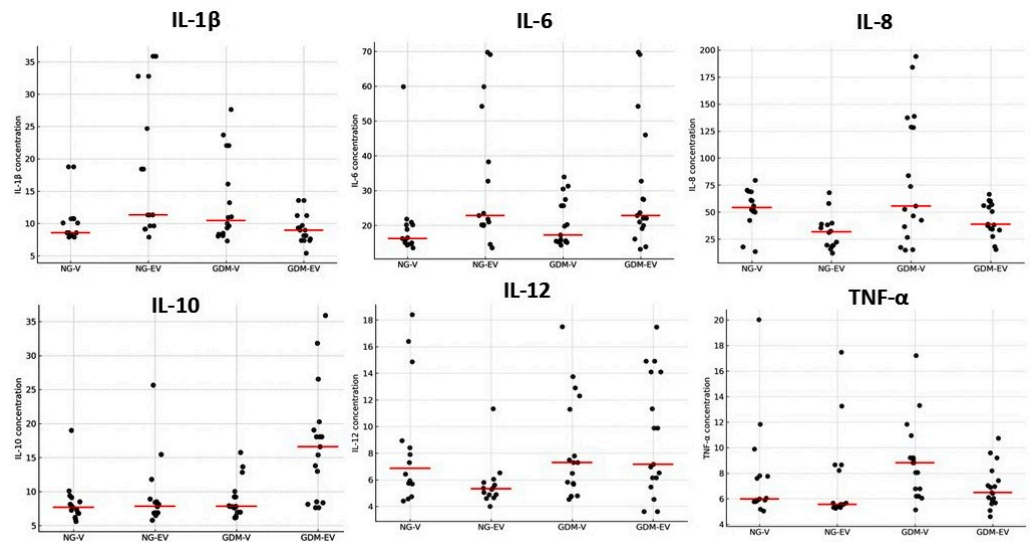 IL-1β
IL-6
IL-8
IL-1β concentration
35
30
25
20
15
10
5
NG-V
NG-EV
GDM-V
GDM-EV
IL-6 concentration
70
60
50
40
30
20
NG-V
NG-EV
GDM-V
GDM-EV
IL-8 concentration
200
175
150
125
100
75
50
25
NG-V
NG-EV
GDM-V
GDM-EV
IL-10
IL-12
TNF-α
IL-10 concentration
35
30
25
20
15
10
5
NG-V
NG-EV
GDM-V
GDM-EV
IL-12 concentration
18
16
14
12
10
8
6
4
NG-V
NG-EV
GDM-V
GDM-EV
TNF-α concentration
20
18
16
14
12
10
8
6
4
NG-V
NG-EV
GDM-V
GDM-EV